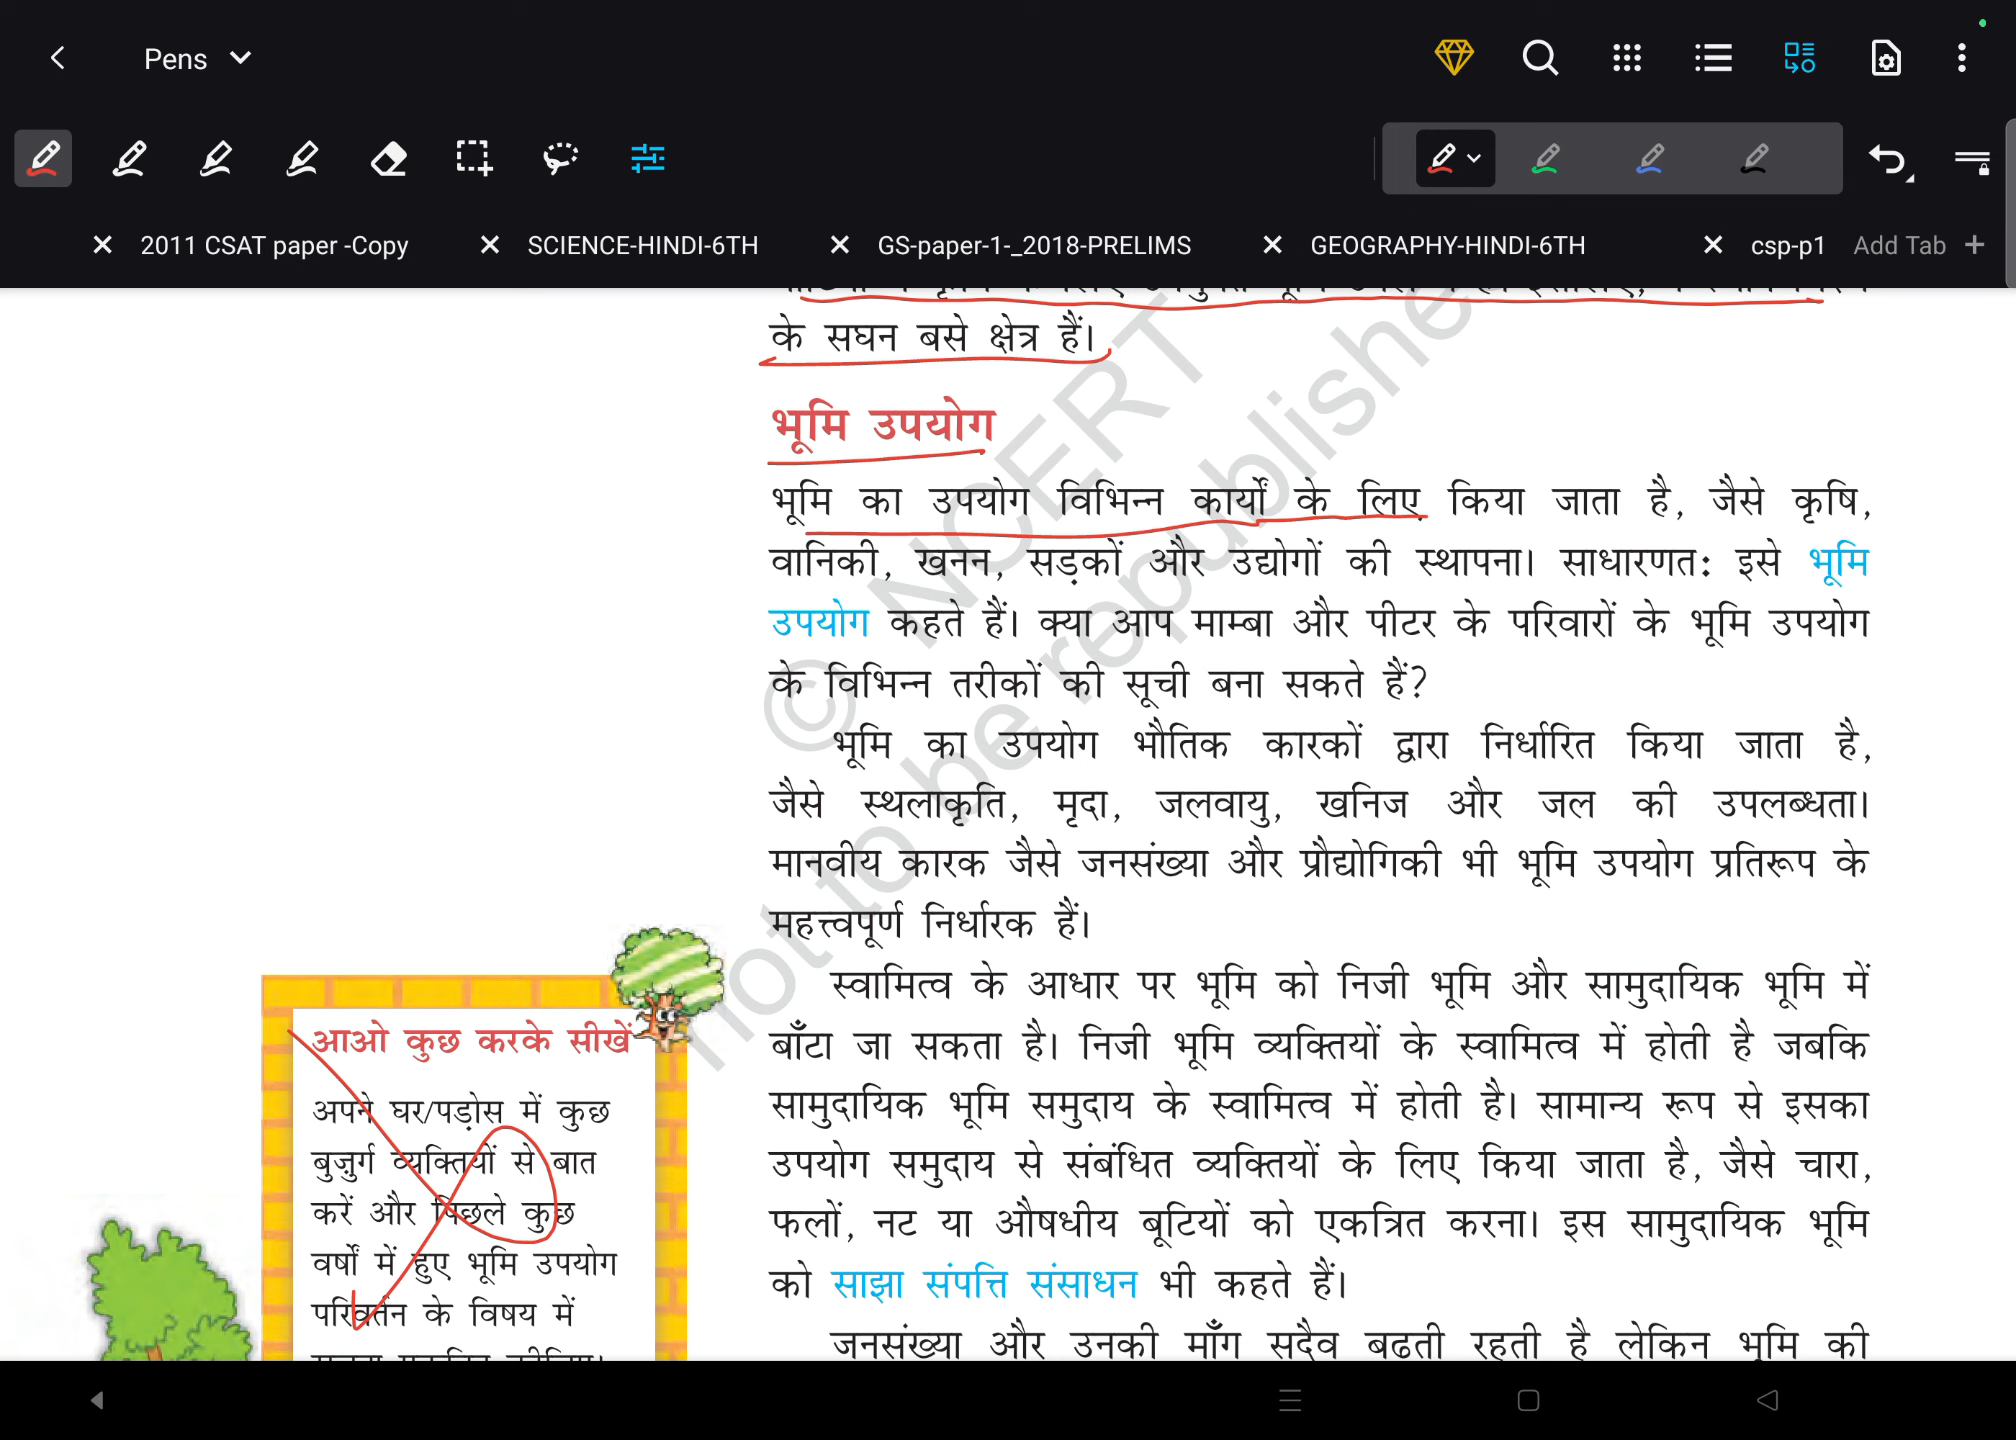 Pens
2011 CSAT paper -Copy
SCIENCE-HINDI-6TH
GS-paper-1-_2018-PRELIMS
GEOGRAPHY-HINDI-6TH
csp-p1
Add Tab +
के सघन बसे क्षेत्र हैं।
भूमि उपयोग
भूमि का उपयोग विभिन्न कार्यों के लिए किया जाता है, जैसे कृषि,
वानिकी, खनन, सड़कों और उद्योगों की स्थापना। साधारणत: इसे भूमि
उपयोग कहते हैं। क्या आप माम्बा और पीटर के परिवारों के भूमि उपयोग
के विभिन्न तरीकों की सूची बना सकते हैं?
भूमि का उपयोग भौतिक कारकों द्वारा निर्धारित किया जाता है,
जैसे स्थलाकृति, मृदा, जलवायु, खनिज और जल की उपलब्धता।
मानवीय कारक जैसे जनसंख्या और प्रौद्योगिकी भी भूमि उपयोग प्रतिरूप के
महत्त्वपूर्ण निर्धारक हैं।
स्वामित्व के आधार पर भूमि को निजी भूमि और सामुदायिक भूमि में
बाँटा जा सकता है। निजी भूमि व्यक्तियों के स्वामित्व में होती है जबकि
सामुदायिक भूमि समुदाय के स्वामित्व में होती है। सामान्य रूप से इसका
उपयोग समुदाय से संबंधित व्यक्तियों के लिए किया जाता है, जैसे चारा,
फलों, नट या औषधीय बूटियों को एकत्रित करना। इस सामुदायिक भूमि
को साझा संपत्ति संसाधन भी कहते हैं।
जनसंख्या और उनकी माँग सदैव बढ़ती रहती है लेकिन भूमि की
आओ कुछ करके सीखें
अपने घर/पड़ोस में कुछ
बुज़ुर्ग व्यक्तियों से बात
करें और पिछले कुछ
वर्षों में हुए भूमि उपयोग
परिवर्तन के विषय में
© NCERT
not to be republishe